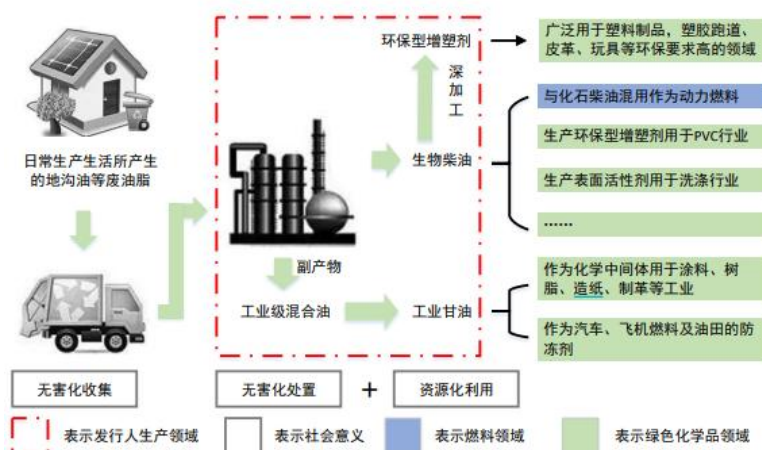 环保型增塑剂
广泛用于塑料制品，塑胶跑道、
皮革、玩具等环保要求高的领域
深
加
工
与化石柴油混用作为动力燃料
生产环保型增塑剂用于PVC行业
生物柴油
日常生产生活所产生
的地沟油等废油脂
生产表面活性剂用于洗涤行业
......
副产物
作为化学中间体用于涂料、树
脂、造纸、制革等工业
工业级混合油
工业甘油
作为汽车、飞机燃料及油田的防
冻剂
无害化收集
无害化处置
+
资源化利用
表示发行人生产领域
表示社会意义
表示燃料领域
表示绿色化学品领域